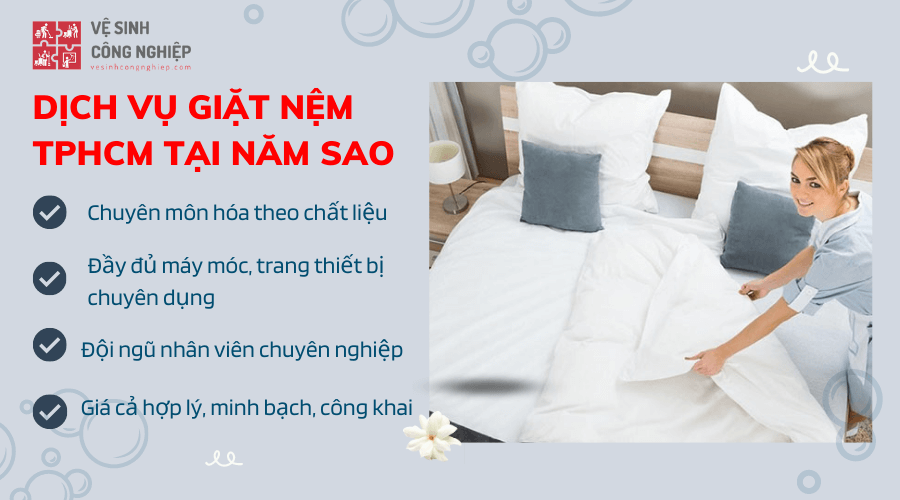 VỆ SINH
CÔNG NGHIỆP
vesinhcongnghiep.com
DỊCH VỤ GIẶT NỆM
TPHCM TẠI NĂM SAO
Chuyên môn hóa theo chất liệu
Đầy đủ máy móc, trang thiết bị
chuyên dụng
Đội ngũ nhân viên chuyên nghiệp
Giá cả hợp lý, minh bạch, công khai